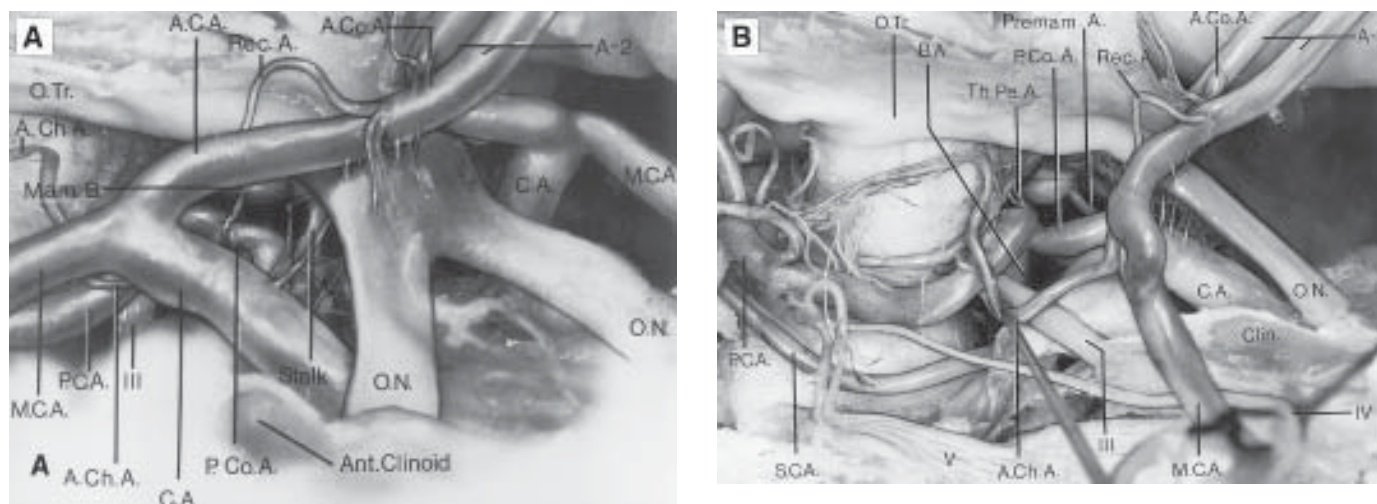 A
A.C.A.
Rec. A.
A.Co.A.
A-2
O.Tr.
A. Ch A.
Mam. B.
C.A.
M.C.A.
O.N.
Stalk
O.N.
P.C.A.
III
M.C.A.
P. Co. A.
Ant. Clinoid
A
A. Ch. A.
C.A.
B
O.Tr.
Premam A.
A.Co.A.
B.A.
P.Co. A.
Rec. A.
A-
Th.Pe.A.
C.A.
O.N.
Clin.
P.C.A.
IV
III
S.C.A.
V
A.Ch.A.
M.C.A.